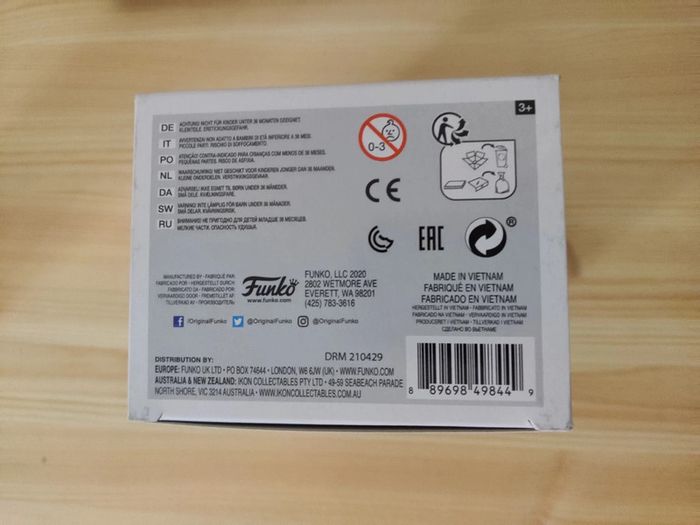 3+
DE ACHTUNG! NICHT FÜR KINDER UNTER 36 MONATEN GEEIGNET.
KLEINTEILE. ERSTICKUNGSGEFAHR.
IT AVVERTENZA! NON ADATTO A BAMBINI DI ETÀ INFERIORE A 36 MESI.
PICCOLE PARTI. RISCHIO DI SOFFOCAMENTO.
PO ATENÇÃO! CONTRA-INDICADO PARA CRIANÇAS COM MENOS DE 36 MESES.
PEQUENAS PARTES. RISCO DE ASFIXIA.
NL WAARSCHUWING! NIET GESCHIKT VOOR KINDEREN JONGER DAN 36 MAANDEN.
KLEINE ONDERDELEN. VERSTIKKINGSGEVAAR.
DA ADVARSEL! IKKE EGNET TIL BØRN UNDER 36 MÅNEDER.
SMÅ DELE. KVÆLNINGSFARE.
SW VARNING! INTE LÄMPLIG FÖR BARN UNDER 36 MÅNADER.
SMÅ DELAR. KVÄVNINGSRISK.
RU ВНИМАНИЕ! НЕ ПРИГОДНО ДЛЯ ДЕТЕЙ МЛАДШЕ 36 МЕСЯЦЕВ.
МЕЛКИЕ ЧАСТИ. ОПАСНОСТЬ УДУШЬЯ.
0-3
CE
EAC
®
MANUFACTURED BY • FABRIQUÉ PAR:
FABRICADO POR • HERGESTELLT DURCH:
FABRICATO DA • FABRICADO POR:
VERVAARDIGD DOOR • FREMSTILLET AF:
TILLVERKAD AV • ПРОИЗВОДИТЕЛЬ:
Funko
www.funko.com
FUNKO, LLC 2020
2802 WETMORE AVE
EVERETT, WA 98201
(425) 783-3616
/OriginalFunko @OriginalFunko @OriginalFunko
MADE IN VIETNAM
FABRIQUÉ EN VIETNAM
FABRICADO EN VIETNAM
HERGESTELLT IN VIETNAM • FABBRICATO IN VIETNAM
FABRICADO NA VIETNAM • VERVAARDIGD IN VIETNAM
PRODUCERET I VIETNAM • TILLVERKAD I VIETNAM
СДЕЛАНО ВО ВЬЕТНАМЕ
DRM 210429
DISTRIBUTION BY:
EUROPE: FUNKO UK LTD • PO BOX 74644 • LONDON, W6 6JW (UK) • WWW.FUNKO.COM
AUSTRALIA & NEW ZEALAND: IKON COLLECTABLES PTY LTD • 49-59 SEABEACH PARADE
NORTH SHORE, VIC 3214 AUSTRALIA • WWW.IKONCOLLECTABLES.COM.AU
8 89698 49844 9